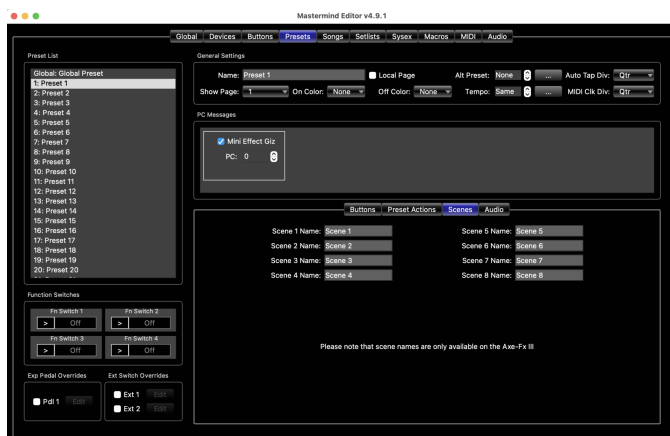 Mastermind Editor v4.9.1
Global Devices Buttons Presets Songs Setlists Sysex Macros MIDI Audio
Preset List
Global: Global Preset
1: Preset 1
2: Preset 2
3: Preset 3
4: Preset 4
5: Preset 5
6: Preset 6
7: Preset 7
8: Preset 8
9: Preset 9
10: Preset 10
11: Preset 11
12: Preset 12
13: Preset 13
14: Preset 14
15: Preset 15
16: Preset 16
17: Preset 17
18: Preset 18
19: Preset 19
20: Preset 20
General Settings
Name: Preset 1 Local Page Alt Preset: None ... Auto Tap Div: Qtr
Show Page: 1 On Color: None Off Color: None Tempo: Same ... MIDI Clk Div: Qtr
PC Messages
Mini Effect Giz
PC: 0
Buttons Preset Actions Scenes Audio
Scene 1 Name: Scene 1 Scene 5 Name: Scene 5
Scene 2 Name: Scene 2 Scene 6 Name: Scene 6
Scene 3 Name: Scene 3 Scene 7 Name: Scene 7
Scene 4 Name: Scene 4 Scene 8 Name: Scene 8
Please note that scene names are only available on the Axe-Fx III
Function Switches
Fn Switch 1 Fn Switch 2
> Off > Off
Fn Switch 3 Fn Switch 4
> Off > Off
Exp Pedal Overrides Ext Switch Overrides
Pdl 1 Edit
Ext 1 Edit
Ext 2 Edit